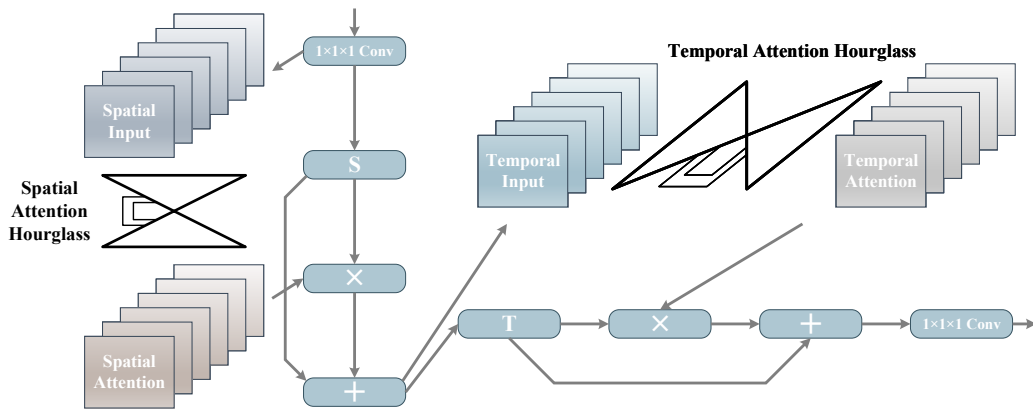 1×1×1 Conv
Spatial
Input
S
Spatial
Attention
Hourglass
×
Spatial
Attention
+
Temporal Attention Hourglass
Temporal
Input
Temporal
Attention
T
×
+
1×1×1 Conv